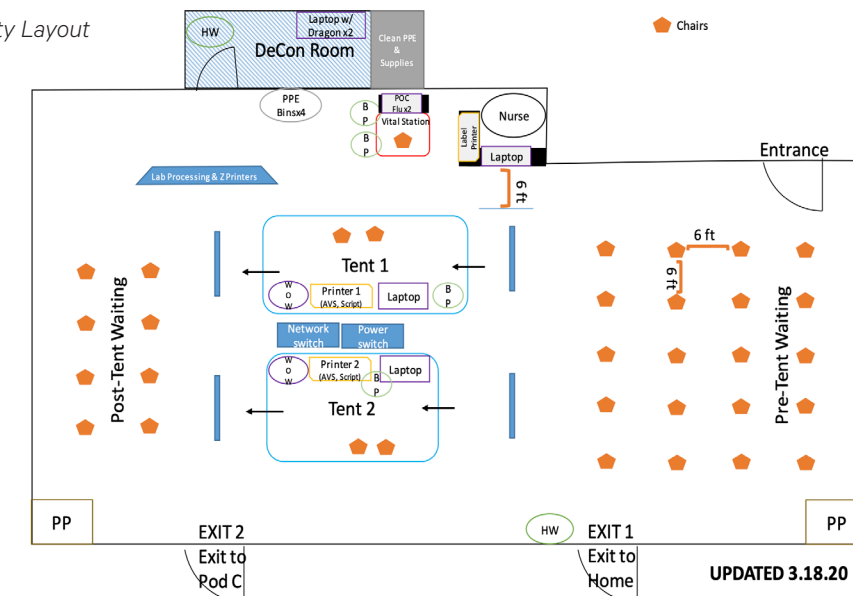 ty Layout
Chairs
HW
Laptop w/
Dragon x2
DeCon Room
Clean PPE
&
Supplies
PPE
Binsx4
B
P
B
P
POC
Flu x2
Vital Station
Label
Printer
Nurse
Laptop
Entrance
Lab Processing & Z Printers
6 ft
6 ft
6 ft
Tent 1
W
O
W
Printer 1
(AVS, Script)
Laptop
B
P
Network
switch
Power
switch
W
O
W
Printer 2
(AVS, Script)
B
P
Laptop
Tent 2
Post-Tent Waiting
Pre-Tent Waiting
PP
PP
EXIT 2
Exit to
Pod C
HW
EXIT 1
Exit to
Home
UPDATED 3.18.20